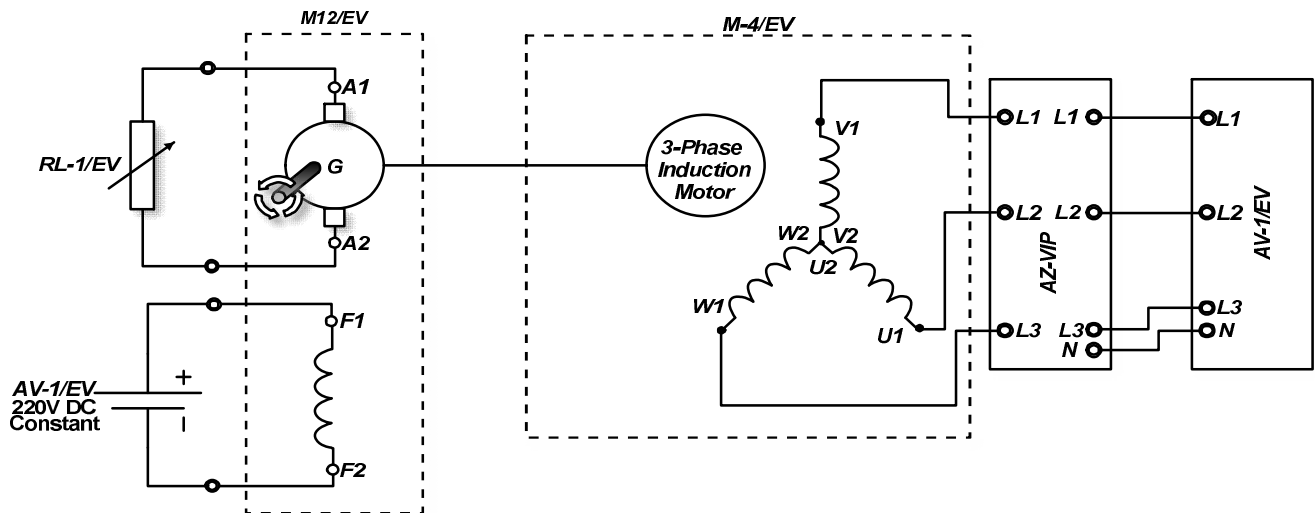 M12/EV
M-4/EV
A1
RL-1/EV
G
A2
F1
AV-1/EV
+
220V DC
Constant
–
F2
3-Phase
Induction
Motor
V1
W2
V2
U2
W1
U1
L1
L1
L2
L2
AZ-VIP
L3
L3
N
L1
L2
AV-1/EV
L3
N